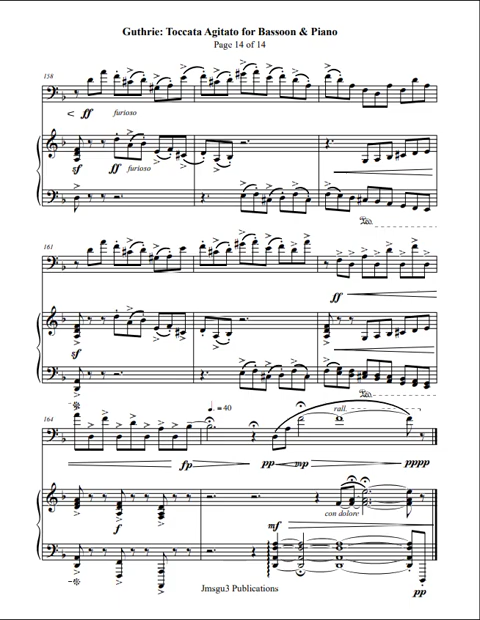 Guthrie: Toccata Agitato for Bassoon & Piano
Page 14 of 14
158
ff furioso
sf ff furioso
161
ff
sf
164
= 40
rall.
fp pp mp pppp
f
con dolore
mf
pp
Jmsgu3 Publications